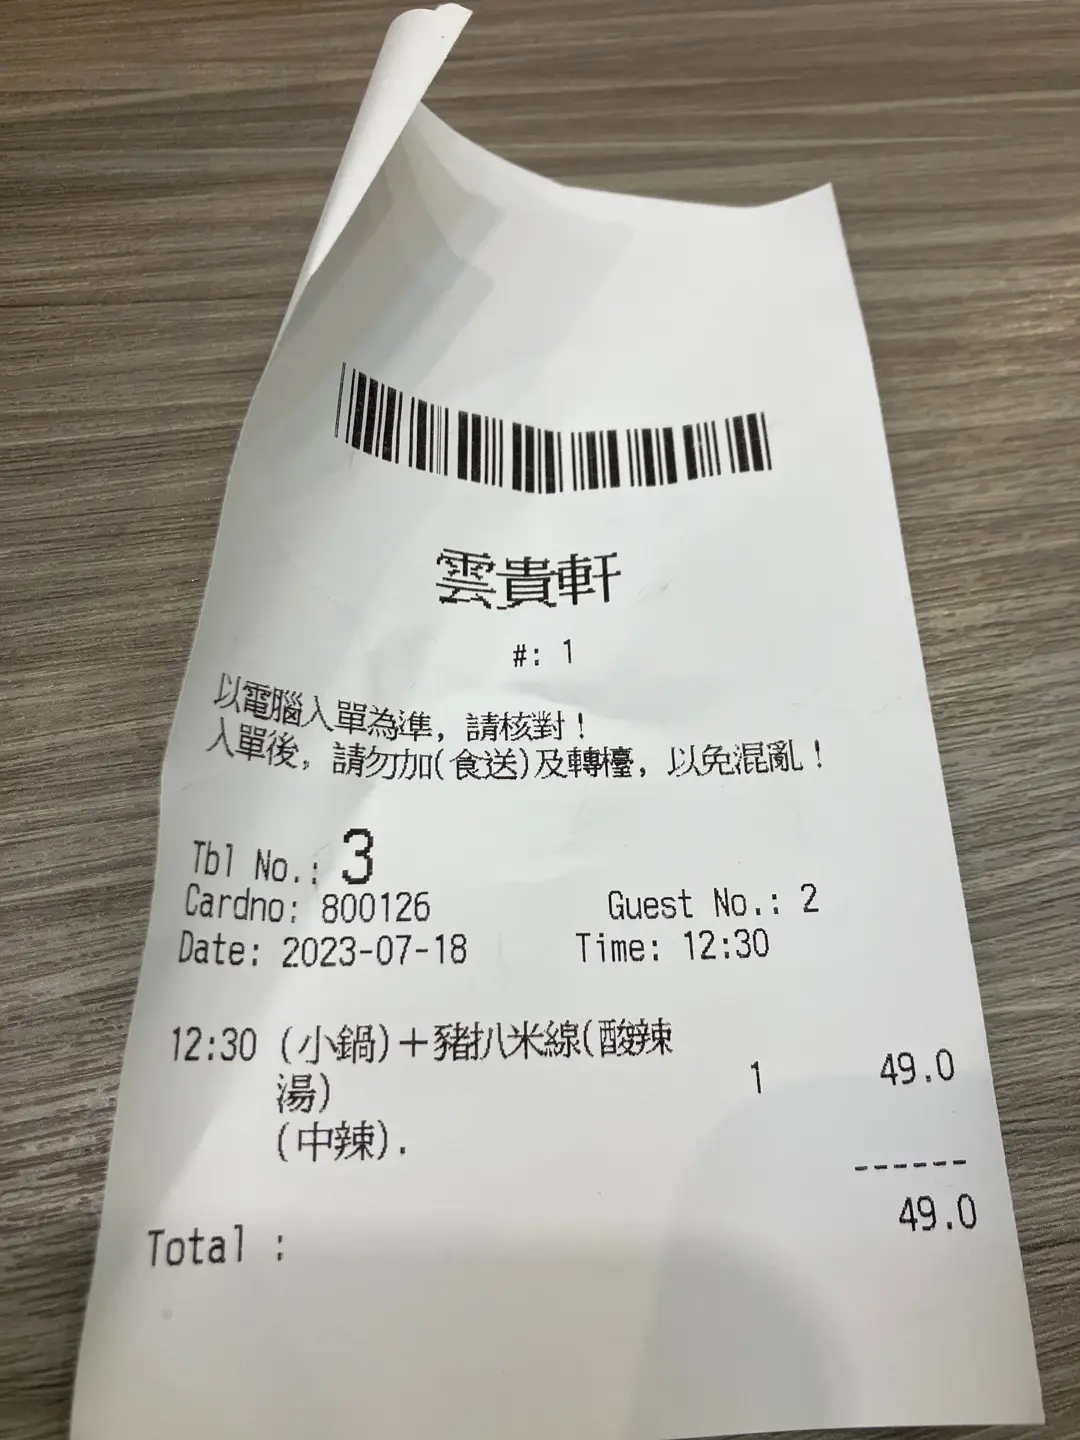 雲貴軒
#: 1
以電腦入單為準, 請核對!
入單後, 請勿加(食送)及轉檯, 以免混亂!
Tbl No.: 3
Cardno: 800126 Guest No.: 2
Date: 2023-07-18 Time: 12:30
12:30 (小鍋)+豬扒米線(酸辣
湯) 1 49.0
(中辣).
------
Total : 49.0